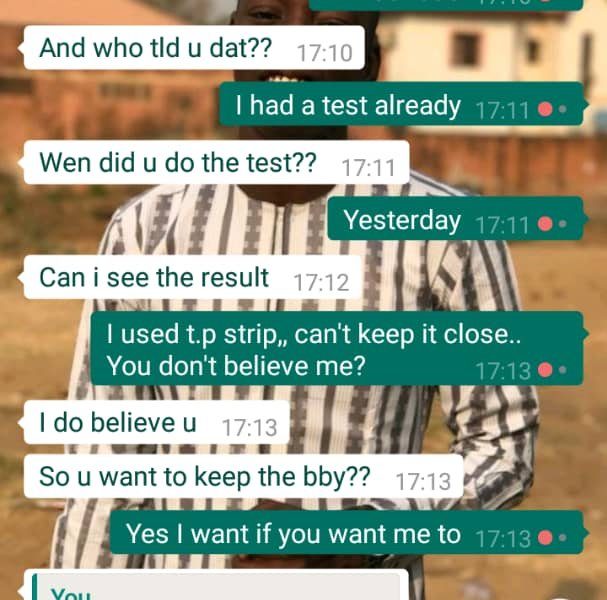 And who tld u dat?? 17:10
I had a test already 17:11
Wen did u do the test?? 17:11
Yesterday 17:11
Can i see the result 17:12
I used t.p strip,, can't keep it close..
You don't believe me? 17:13
I do believe u 17:13
So u want to keep the bby?? 17:13
Yes I want if you want me to 17:13
You